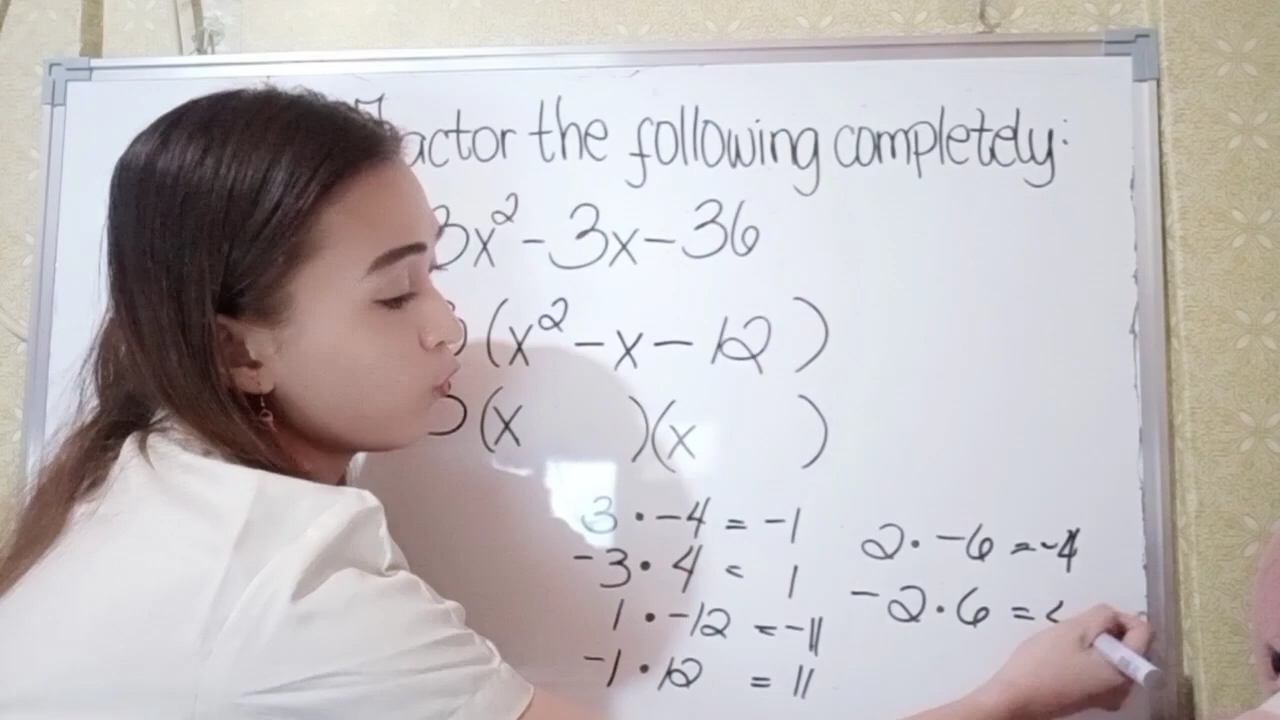 Factor the following completely:
3x² - 3x - 36
(x² - x - 12 )
(x )(x )
3 · -4 = -1
-3 · 4 = 1
1 · -12 = -11
-1 · 12 = 11
2 · -6 = -4
-2 · 6 =